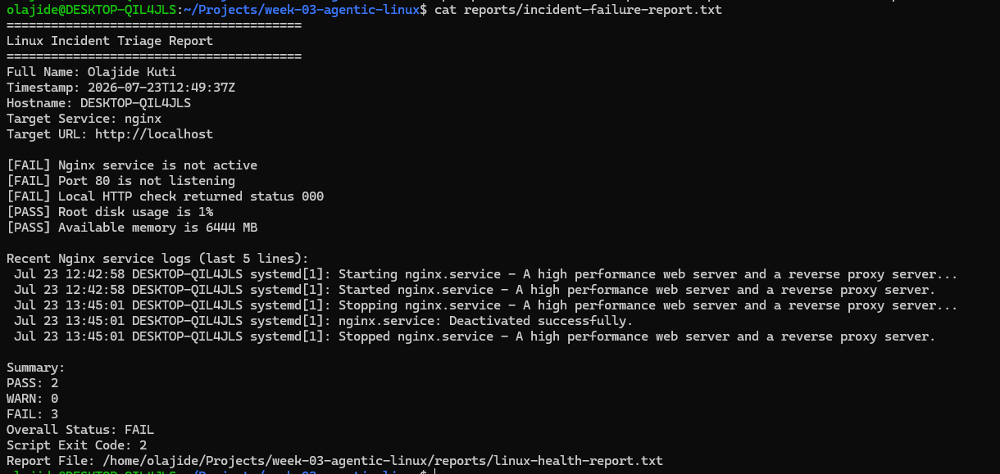 olajide@DESKTOP-QIL4JLS:~/Projects/week-03-agentic-linux$ cat reports/incident-failure-report.txt
========================================
Linux Incident Triage Report
========================================
Full Name: Olajide Kuti
Timestamp: 2026-07-23T12:49:37Z
Hostname: DESKTOP-QIL4JLS
Target Service: nginx
Target URL: http://localhost

[FAIL] Nginx service is not active
[FAIL] Port 80 is not listening
[FAIL] Local HTTP check returned status 000
[PASS] Root disk usage is 1%
[PASS] Available memory is 6444 MB

Recent Nginx service logs (last 5 lines):
 Jul 23 12:42:58 DESKTOP-QIL4JLS systemd[1]: Starting nginx.service - A high performance web server and a reverse proxy server...
 Jul 23 12:42:58 DESKTOP-QIL4JLS systemd[1]: Started nginx.service - A high performance web server and a reverse proxy server.
 Jul 23 13:45:01 DESKTOP-QIL4JLS systemd[1]: Stopping nginx.service - A high performance web server and a reverse proxy server...
 Jul 23 13:45:01 DESKTOP-QIL4JLS systemd[1]: nginx.service: Deactivated successfully.
 Jul 23 13:45:01 DESKTOP-QIL4JLS systemd[1]: Stopped nginx.service - A high performance web server and a reverse proxy server.

Summary:
PASS: 2
WARN: 0
FAIL: 3
Overall Status: FAIL
Script Exit Code: 2
Report File: /home/olajide/Projects/week-03-agentic-linux/reports/linux-health-report.txt